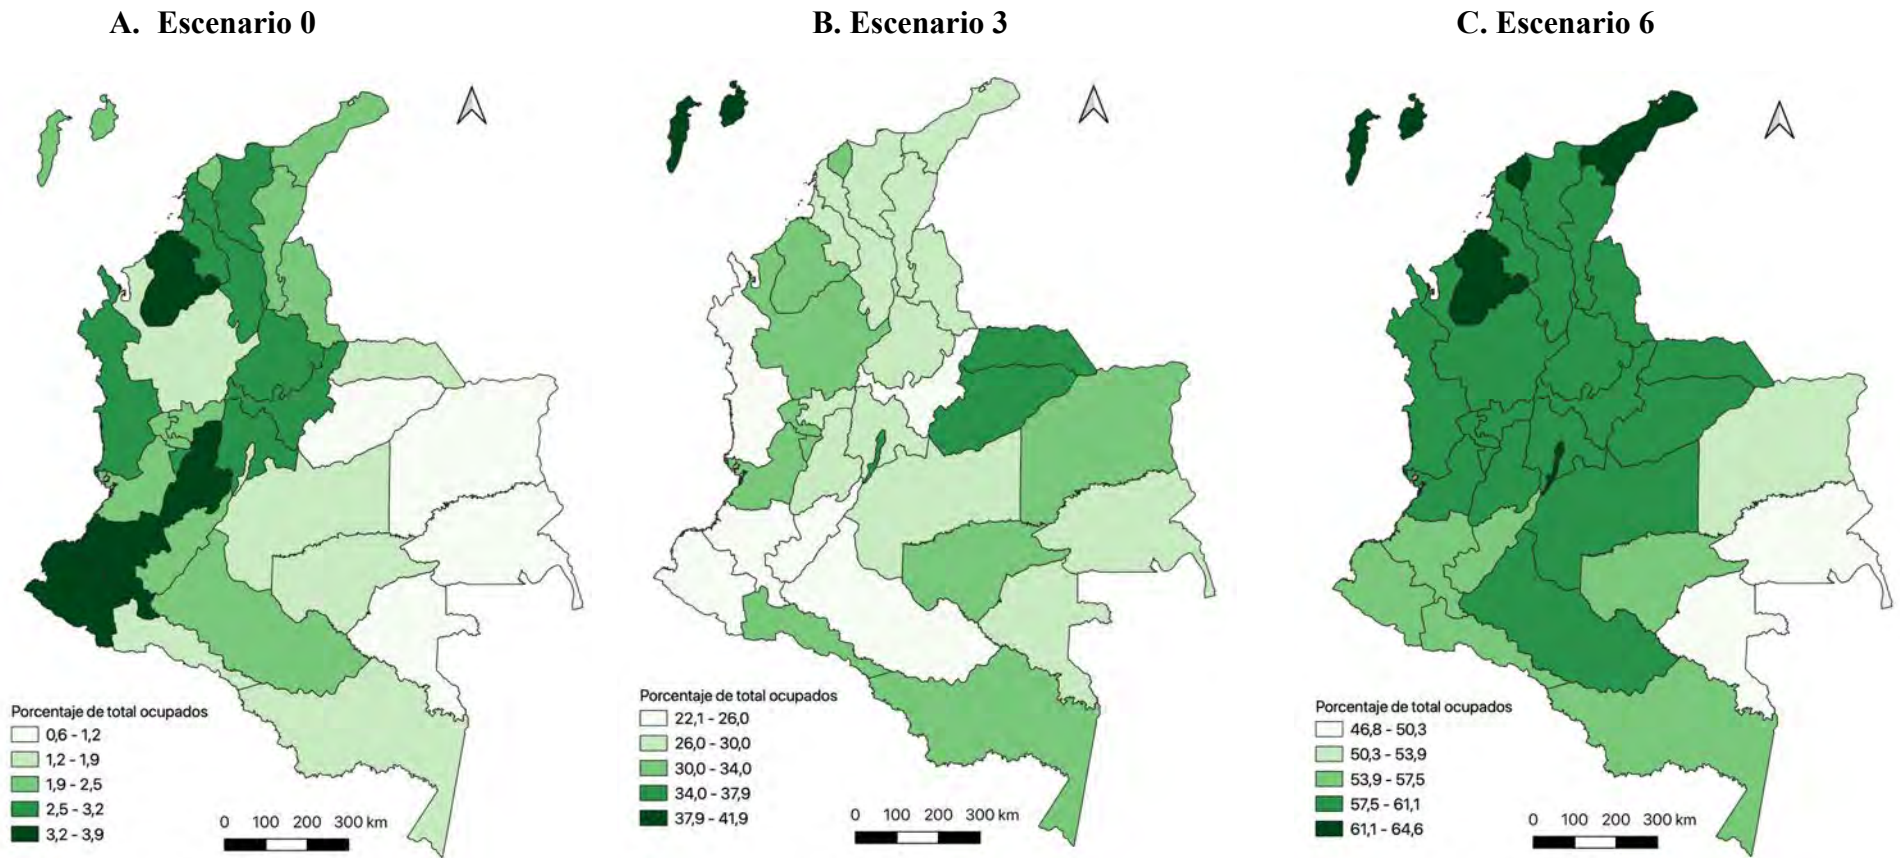 A. Escenario 0
B. Escenario 3
C. Escenario 6
Porcentaje de total ocupados
0,6 - 1,2
1,2 - 1,9
1,9 - 2,5
2,5 - 3,2
3,2 - 3,9
0 100 200 300 km
Porcentaje de total ocupados
22,1 - 26,0
26,0 - 30,0
30,0 - 34,0
34,0 - 37,9
37,9 - 41,9
0 100 200 300 km
Porcentaje de total ocupados
46,8 - 50,3
50,3 - 53,9
53,9 - 57,5
57,5 - 61,1
61,1 - 64,6
0 100 200 300 km